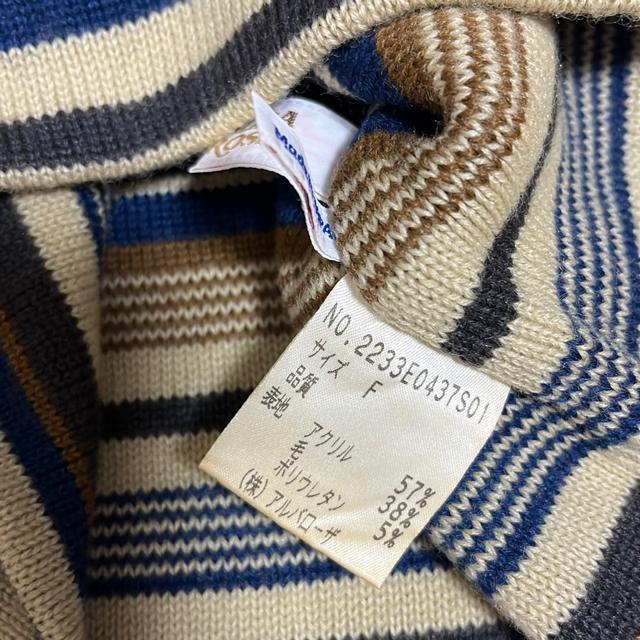 NO.2233E0437S01
サイズ F
品質
表地
アクリル 57%
毛 38%
ポリウレタン 5%
(株)アルバローザ